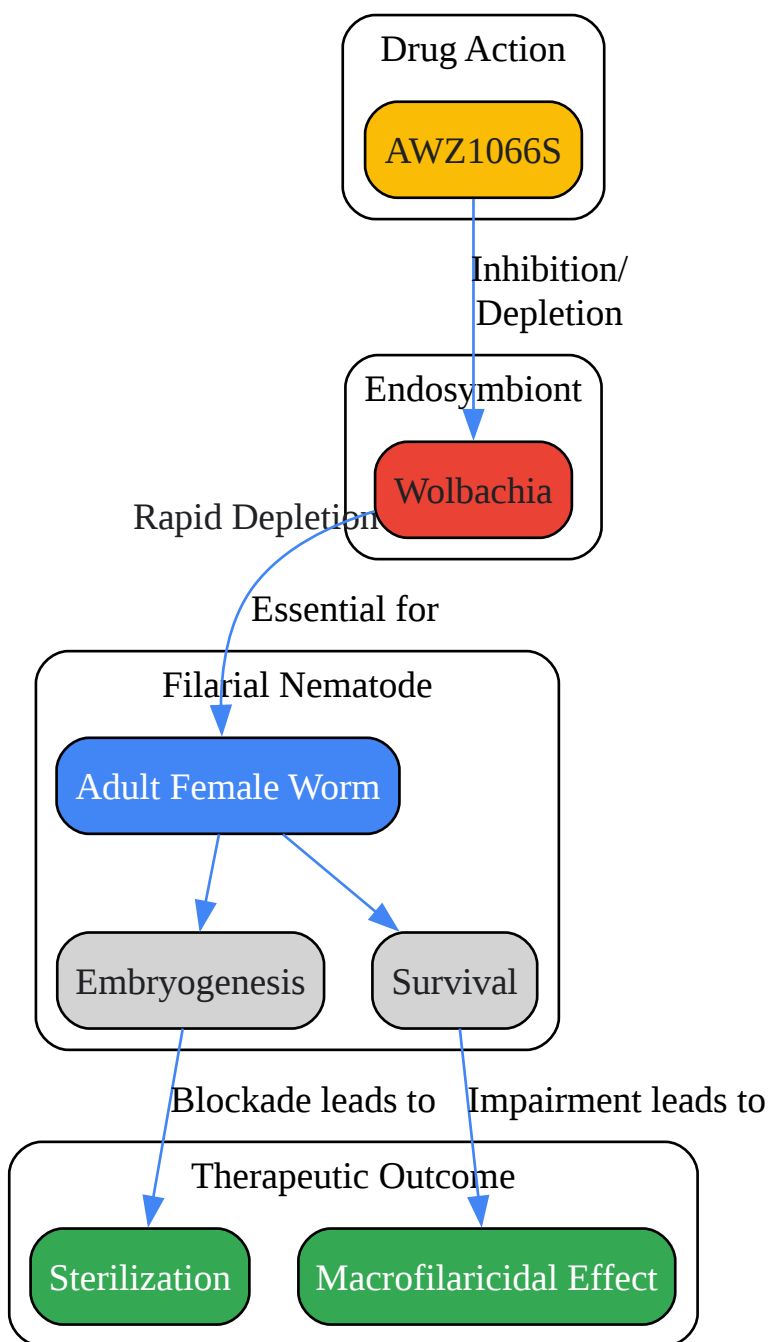 Drug Action
AWZ1066S
Inhibition/
Depletion
Endosymbiont
Wolbachia
Rapid Depletion
Essential for
Filarial Nematode
Adult Female Worm
Embryogenesis
Survival
Blockade leads to
Impairment leads to
Therapeutic Outcome
Sterilization
Macrofilaricidal Effect